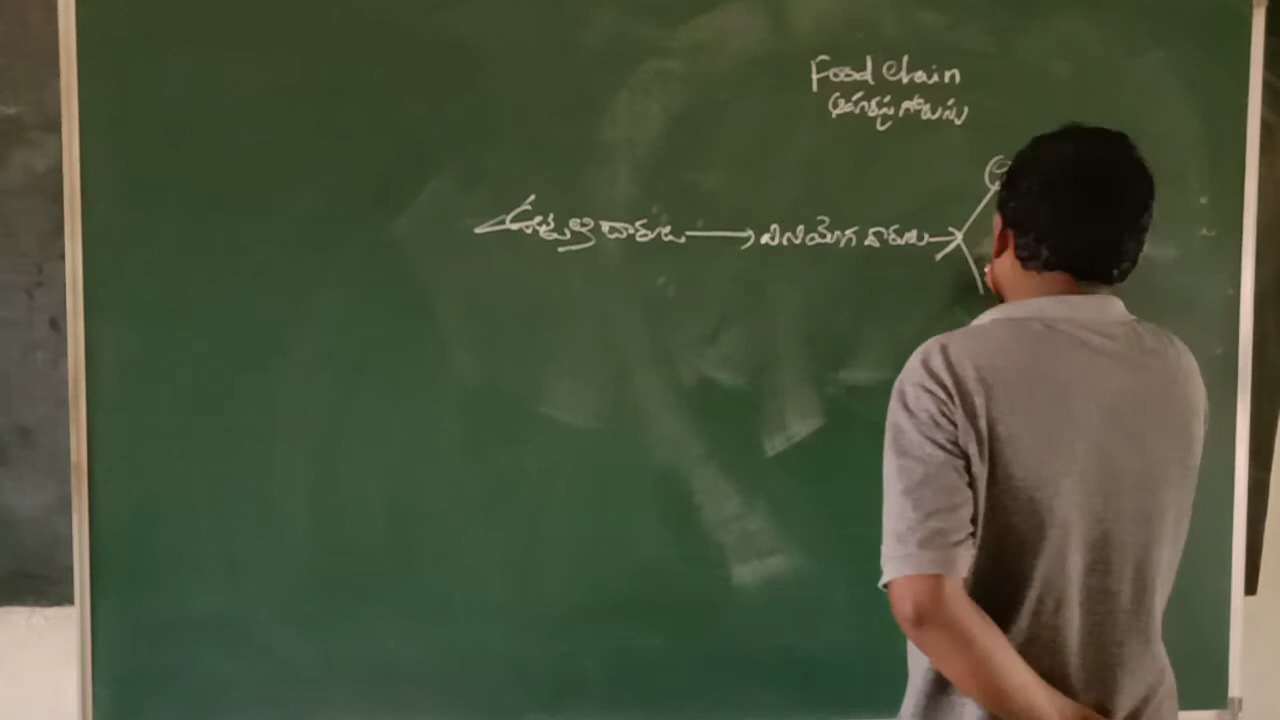 Food Chain
ఆహారపు గొలుసు
ఉత్పత్తి దారులు → వినియోగ దారులు →